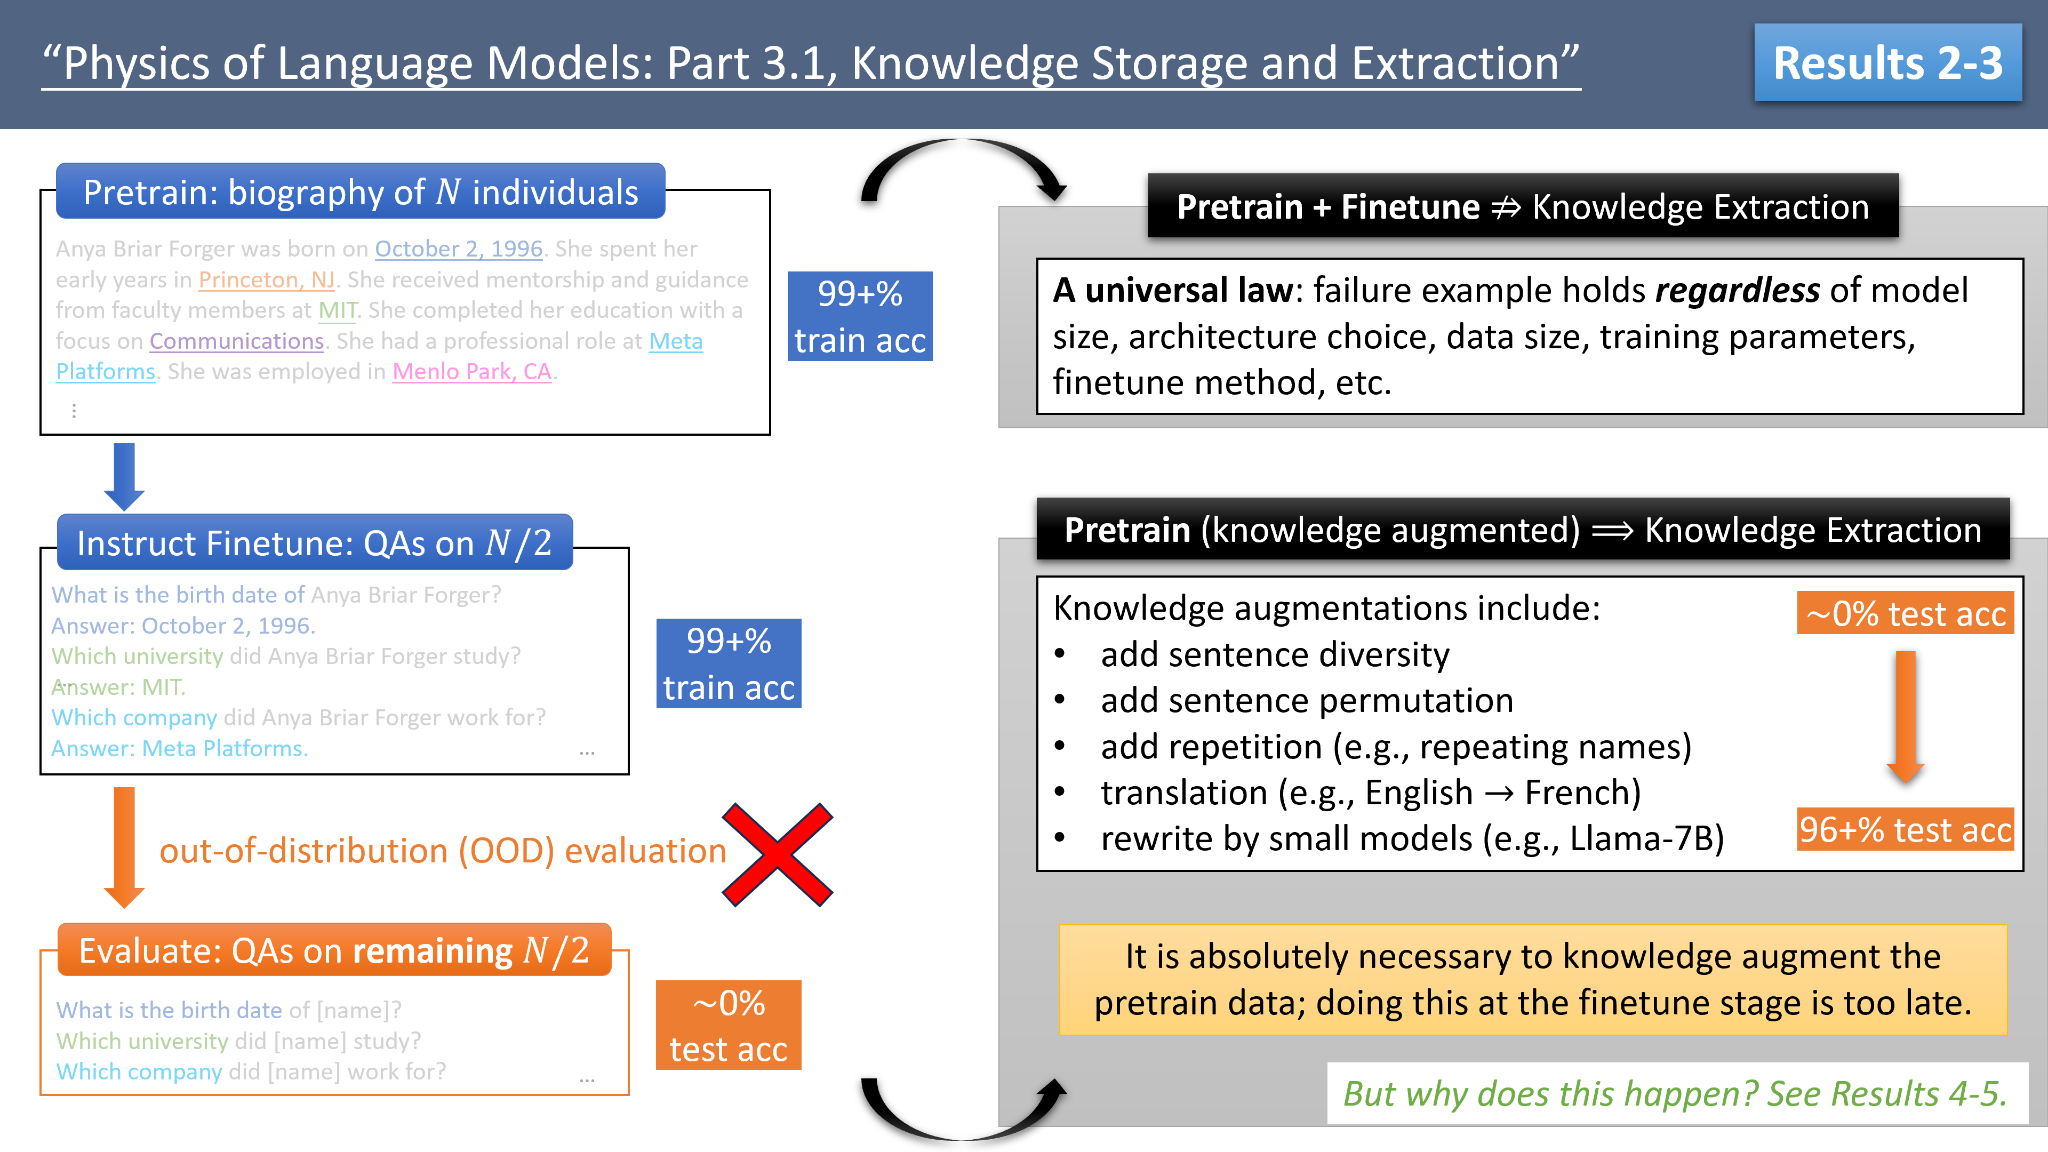 “Physics of Language Models: Part 3.1, Knowledge Storage and Extraction”
Results 2-3
Pretrain: biography of N individuals
Anya Briar Forger was born on October 2, 1996. She spent her
early years in Princeton, NJ. She received mentorship and guidance
from faculty members at MIT. She completed her education with a
focus on Communications. She had a professional role at Meta
Platforms. She was employed in Menlo Park, CA.
⋮
99+%
train acc
Instruct Finetune: QAs on N/2
What is the birth date of Anya Briar Forger?
Answer: October 2, 1996.
Which university did Anya Briar Forger study?
Answer: MIT.
...
Which company did Anya Briar Forger work for?
Answer: Meta Platforms.
...
99+%
train acc
out-of-distribution (OOD) evaluation
Evaluate: QAs on remaining N/2
What is the birth date of [name]?
Which university did [name] study?
Which company did [name] work for?
...
~0%
test acc
Pretrain + Finetune ⇏ Knowledge Extraction
A universal law: failure example holds regardless of model
size, architecture choice, data size, training parameters,
finetune method, etc.
Pretrain (knowledge augmented) ⟹ Knowledge Extraction
Knowledge augmentations include:
• add sentence diversity
• add sentence permutation
• add repetition (e.g., repeating names)
• translation (e.g., English → French)
• rewrite by small models (e.g., Llama-7B)
~0% test acc
96+% test acc
It is absolutely necessary to knowledge augment the
pretrain data; doing this at the finetune stage is too late.
But why does this happen? See Results 4-5.